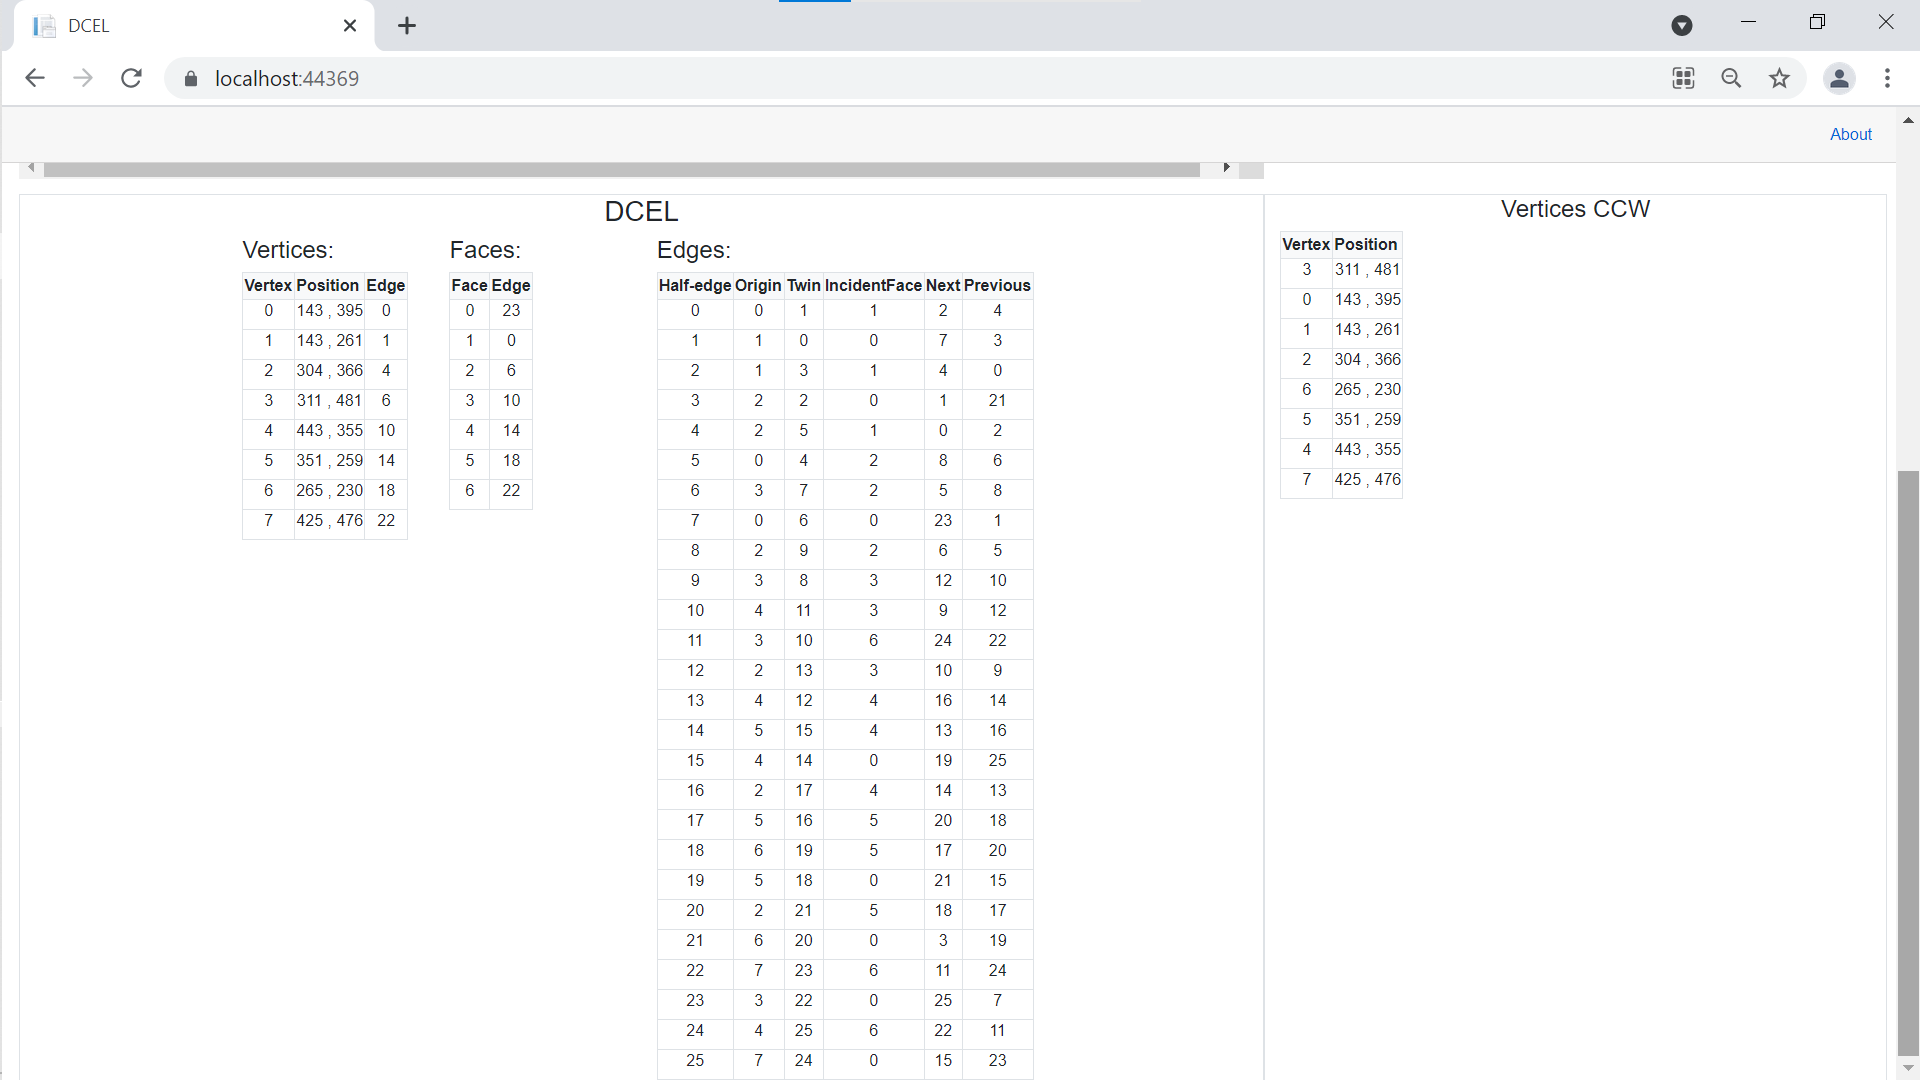 DCEL
localhost:44369
About
DCEL
Vertices:
Vertex Position Edge
0 143 , 395 0
1 143 , 261 1
2 304 , 366 4
3 311 , 481 6
4 443 , 355 10
5 351 , 259 14
6 265 , 230 18
7 425 , 476 22
Faces:
Face Edge
0 23
1 0
2 6
3 10
4 14
5 18
6 22
Edges:
Half-edge Origin Twin IncidentFace Next Previous
0 0 1 1 2 4
1 1 0 0 7 3
2 1 3 1 4 0
3 2 2 0 1 21
4 2 5 1 0 2
5 0 4 2 8 6
6 3 7 2 5 8
7 0 6 0 23 1
8 2 9 2 6 5
9 3 8 3 12 10
10 4 11 3 9 12
11 3 10 6 24 22
12 2 13 3 10 9
13 4 12 4 16 14
14 5 15 4 13 16
15 4 14 0 19 25
16 2 17 4 14 13
17 5 16 5 20 18
18 6 19 5 17 20
19 5 18 0 21 15
20 2 21 5 18 17
21 6 20 0 3 19
22 7 23 6 11 24
23 3 22 0 25 7
24 4 25 6 22 11
25 7 24 0 15 23
Vertices CCW
Vertex Position
3 311 , 481
0 143 , 395
1 143 , 261
2 304 , 366
6 265 , 230
5 351 , 259
4 443 , 355
7 425 , 476